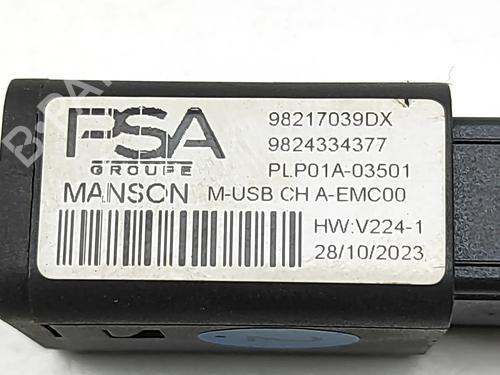 PSA
GROUPE
98217039DX
9824334377
PLP01A-03501
MANSON M-USB CH A-EMC00
HW:V224-1
28/10/2023